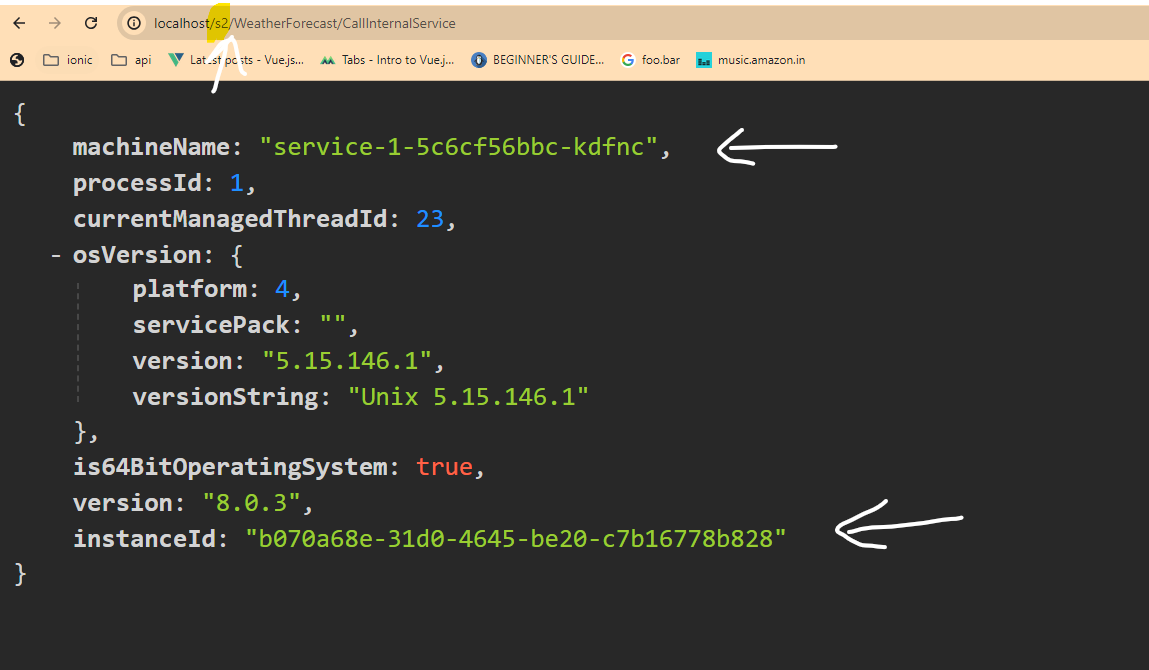 localhost/s2/WeatherForecast/CallInternalService
ionic api Latest posts - Vue.js... Tabs - Intro to Vue.j... BEGINNER'S GUIDE... foo.bar music.amazon.in
{
machineName: "service-1-5c6cf56bbc-kdfnc",
processId: 1,
currentManagedThreadId: 23,
- osVersion: {
platform: 4,
servicePack: "",
version: "5.15.146.1",
versionString: "Unix 5.15.146.1"
},
is64BitOperatingSystem: true,
version: "8.0.3",
instanceId: "b070a68e-31d0-4645-be20-c7b16778b828"
}